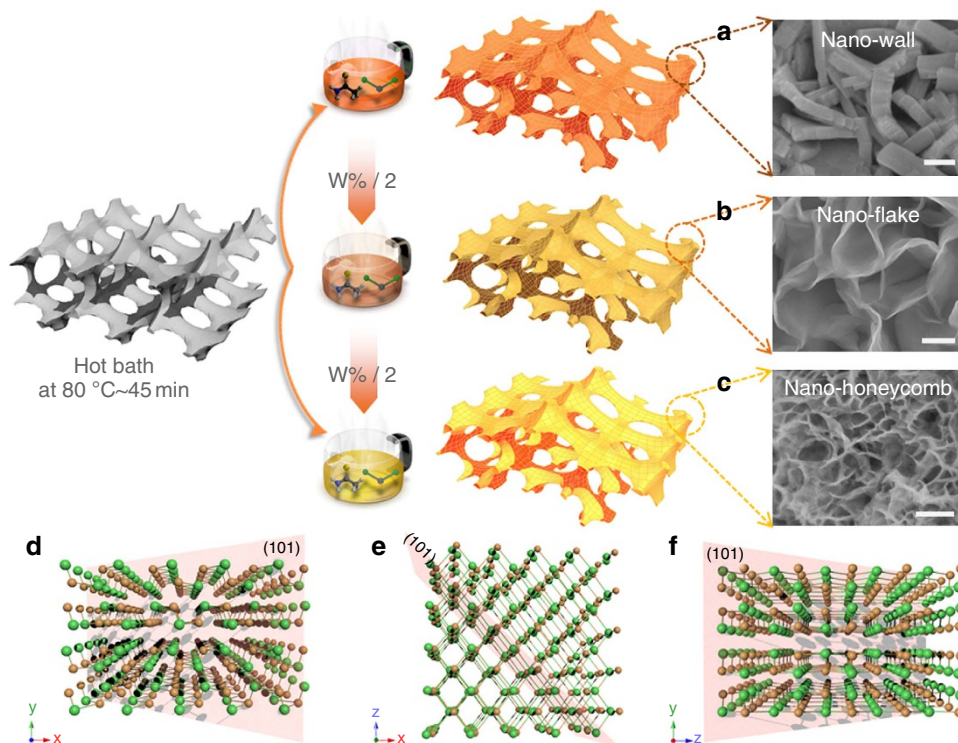 a
Nano-wall
W% / 2
b
Nano-flake
Hot bath
at 80 °C~45 min
W% / 2
c
Nano-honeycomb
d
(101)
y
x
e
(101)
z
x
f
(101)
y
z